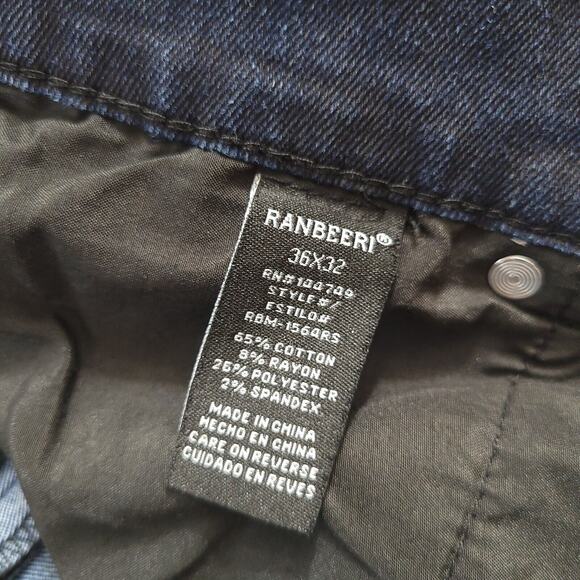 RANBEERI®
36X32
RN#144749
STYLE#/
ESTILO#
RBM-1564RS
65% COTTON
8% RAYON
25% POLYESTER
2% SPANDEX
MADE IN CHINA
HECHO EN CHINA
CARE ON REVERSE
CUIDADO EN REVES